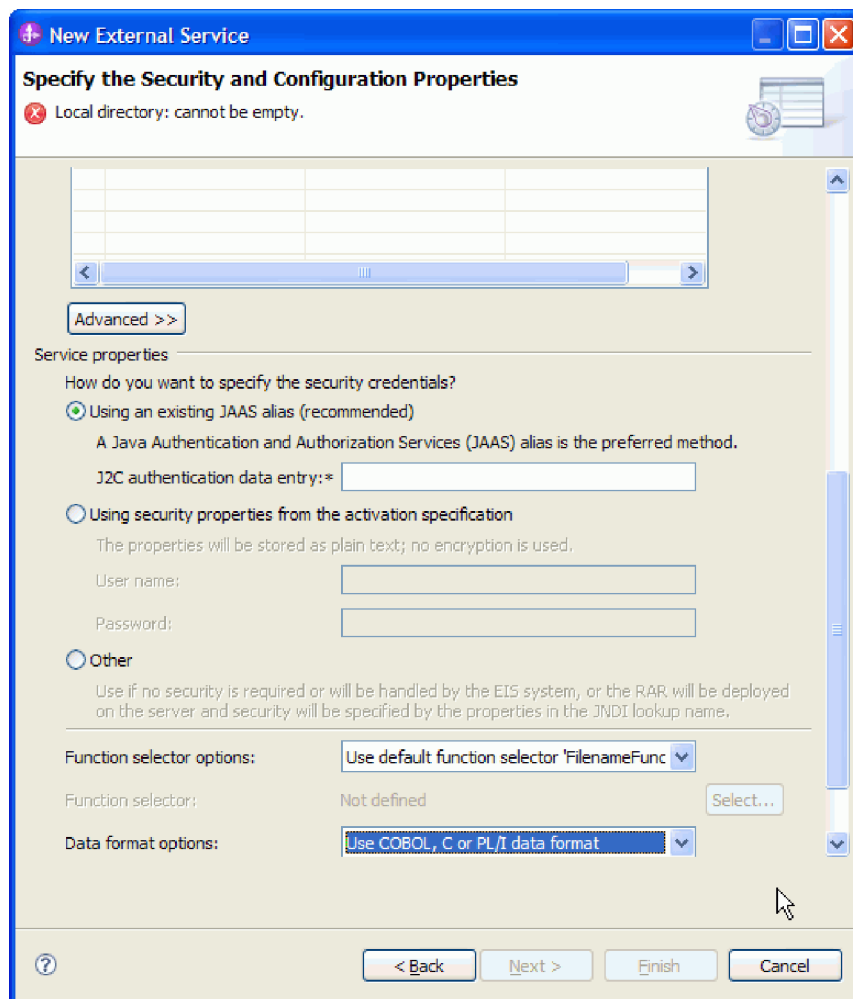 New External Service
Specify the Security and Configuration Properties
Local directory: cannot be empty.
Advanced >>
Service properties
How do you want to specify the security credentials?
Using an existing JAAS alias (recommended)
A Java Authentication and Authorization Services (JAAS) alias is the preferred method.
J2C authentication data entry:*
Using security properties from the activation specification
The properties will be stored as plain text; no encryption is used.
User name:
Password:
Other
Use if no security is required or will be handled by the EIS system, or the RAR will be deployed
on the server and security will be specified by the properties in the JNDI lookup name.
Function selector options: Use default function selector 'FilenameFunc
Function selector: Not defined Select...
Data format options: Use COBOL, C or PL/I data format
? < Back Next > Finish Cancel